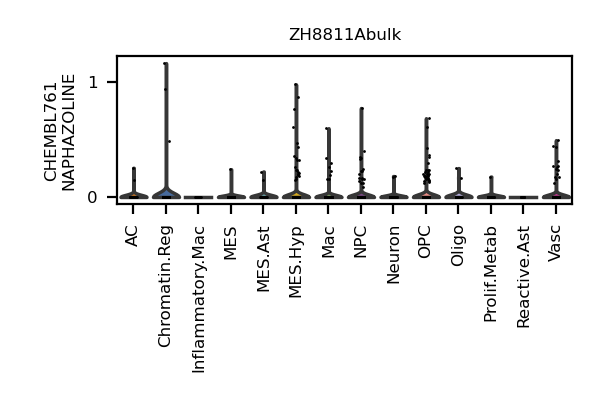 ZH8811Abulk
CHEMBL761
NAPHAZOLINE
1
0
AC
Chromatin.Reg
Inflammatory.Mac
MES
MES.Ast
MES.Hyp
Mac
NPC
Neuron
OPC
Oligo
Prolif.Metab
Reactive.Ast
Vasc